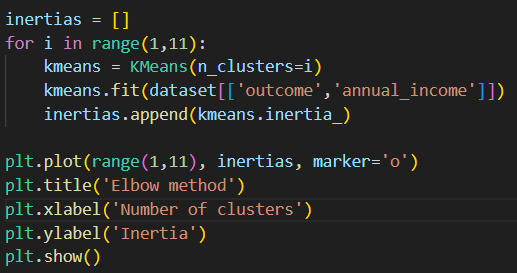 inertias = []
for i in range(1,11):
    kmeans = KMeans(n_clusters=i)
    kmeans.fit(dataset[['outcome','annual_income']])
    inertias.append(kmeans.inertia_)

plt.plot(range(1,11), inertias, marker='o')
plt.title('Elbow method')
plt.xlabel('Number of clusters')
plt.ylabel('Inertia')
plt.show()